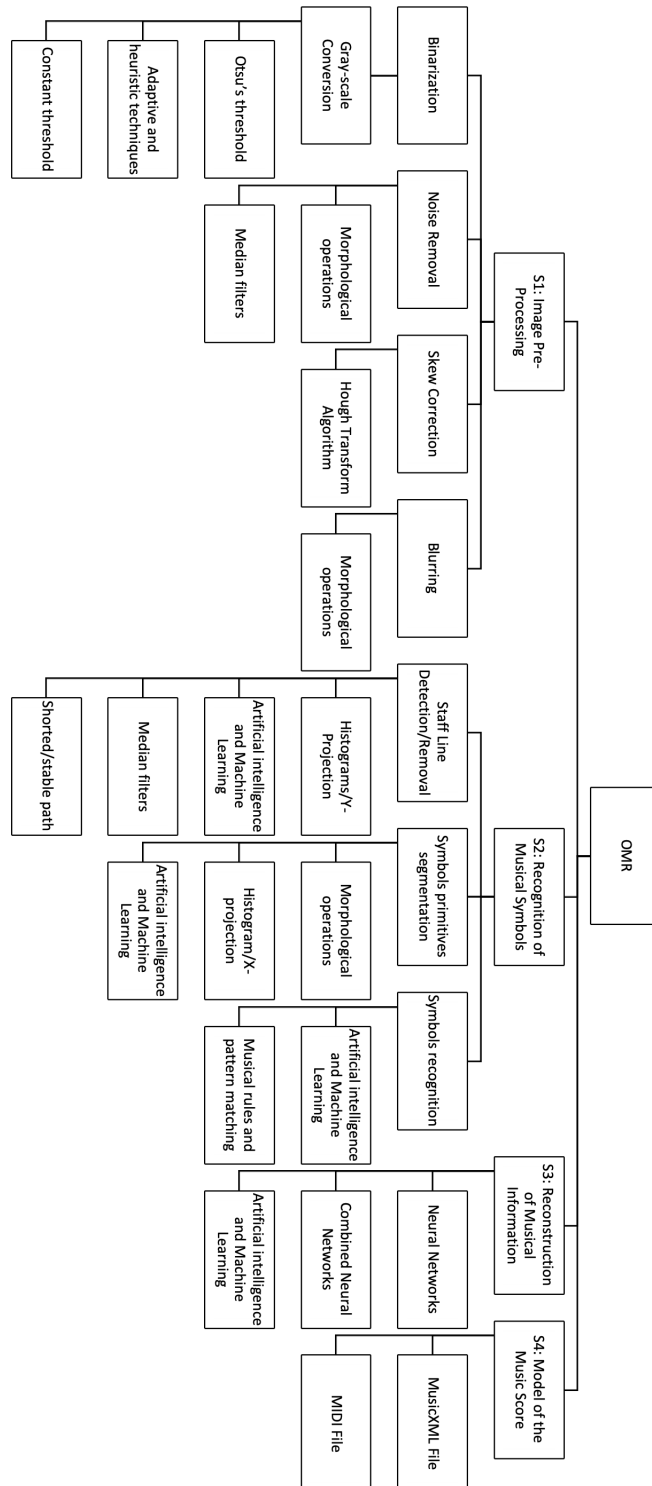 OMR
S1: Image Pre-
Processing
Binarization
Gray-scale
Conversion
Otsu's threshold
Adaptive and
heuristic techniques
Constant threshold
Noise Removal
Morphological
operations
Median filters
Skew Correction
Hough Transform
Algorithm
Blurring
Morphological
operations
S2: Recognition of
Musical Symbols
Staff Line
Detection/Removal
Histograms/Y-
Projection
Artificial intelligence
and Machine
Learning
Median filters
Shorted/stable path
Symbols primitives
segmentation
Morphological
operations
Histogram/X-
projection
Artificial intelligence
and Machine
Learning
Symbols recognition
Artificial intelligence
and Machine
Learning
Musical rules and
pattern matching
S3: Reconstruction
of Musical
Information
Neural Networks
Combined Neural
Networks
Artificial intelligence
and Machine
Learning
S4: Model of the
Music Score
MusicXML File
MIDI File